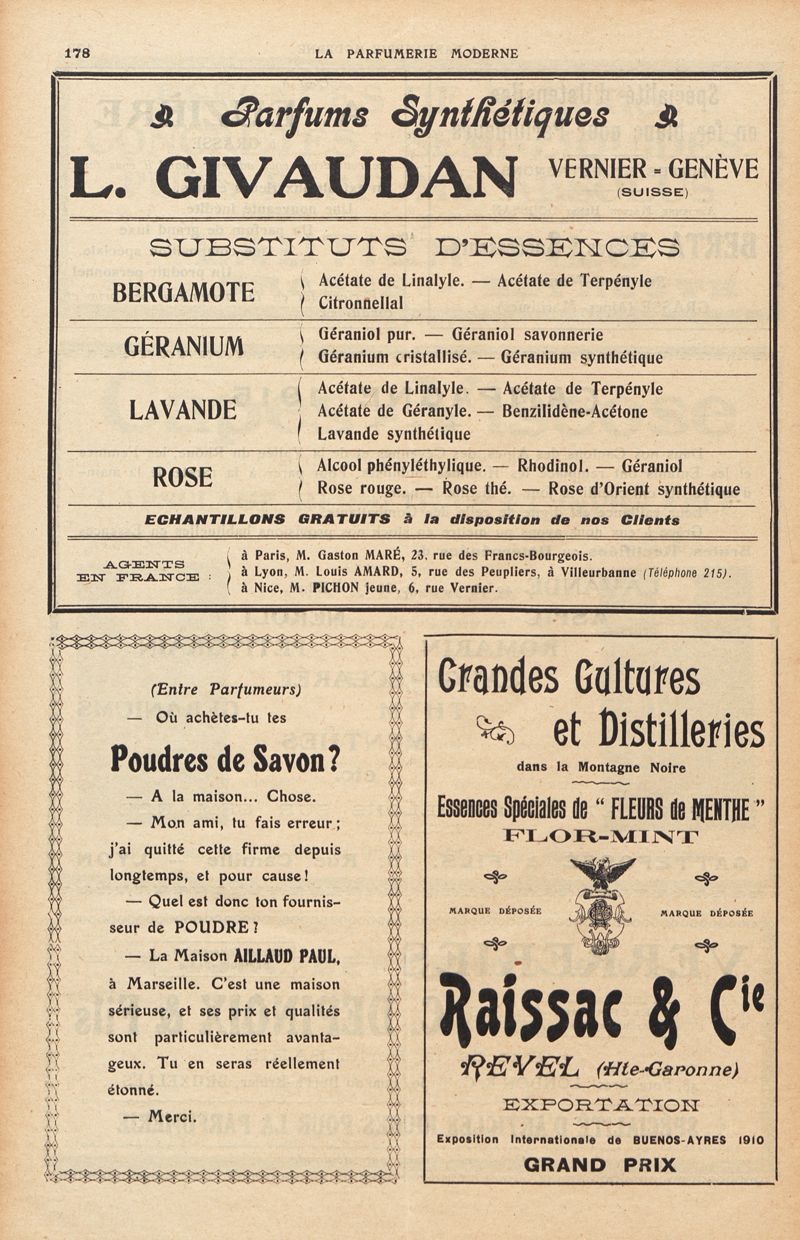 178
LA PARFUMERIE MODERNE
Parfums Synthétiques
L. GIVAUDAN VERNIER - GENÈVE
(SUISSE)
SUBSTITUTS D'ESSENCES
BERGAMOTE
Acétate de Linalyle. — Acétate de Terpényle
Citronnellal
GÉRANIUM
Géraniol pur. — Géraniol savonnerie
Géranium cristallisé. — Géranium synthétique
LAVANDE
Acétate de Linalyle. — Acétate de Terpényle
Acétate de Géranyle. — Benzilidène-Acétone
Lavande synthétique
ROSE
Alcool phényléthylique. — Rhodinol. — Géraniol
Rose rouge. — Rose thé. — Rose d'Orient synthétique
ECHANTILLONS GRATUITS à la disposition de nos Clients
AGENTS
EN FRANCE :
à Paris, M. Gaston MARÉ, 23, rue des Francs-Bourgeois.
à Lyon, M. Louis AMARD, 5, rue des Peupliers, à Villeurbanne (Téléphone 215).
à Nice, M. PICHON jeune, 6, rue Vernier.
(Entre Parfumeurs)
— Où achètes-tu tes
Poudres de Savon?
— A la maison... Chose.
— Mon ami, tu fais erreur ;
j'ai quitté cette firme depuis
longtemps, et pour cause !
— Quel est donc ton fournis-
seur de POUDRE ?
— La Maison AILLAUD PAUL,
à Marseille. C'est une maison
sérieuse, et ses prix et qualités
sont particulièrement avanta-
geux. Tu en seras réellement
étonné.
— Merci.
Grandes Cultures
et Distilleries
dans la Montagne Noire
Essences Spéciales de " FLEURS de MENTHE "
FLOR-MINT
MARQUE DÉPOSÉE
MARQUE DÉPOSÉE
Raissac & Cie
REVEL (Hte-Garonne)
EXPORTATION
Exposition Internationale de BUENOS-AYRES 1910
GRAND PRIX